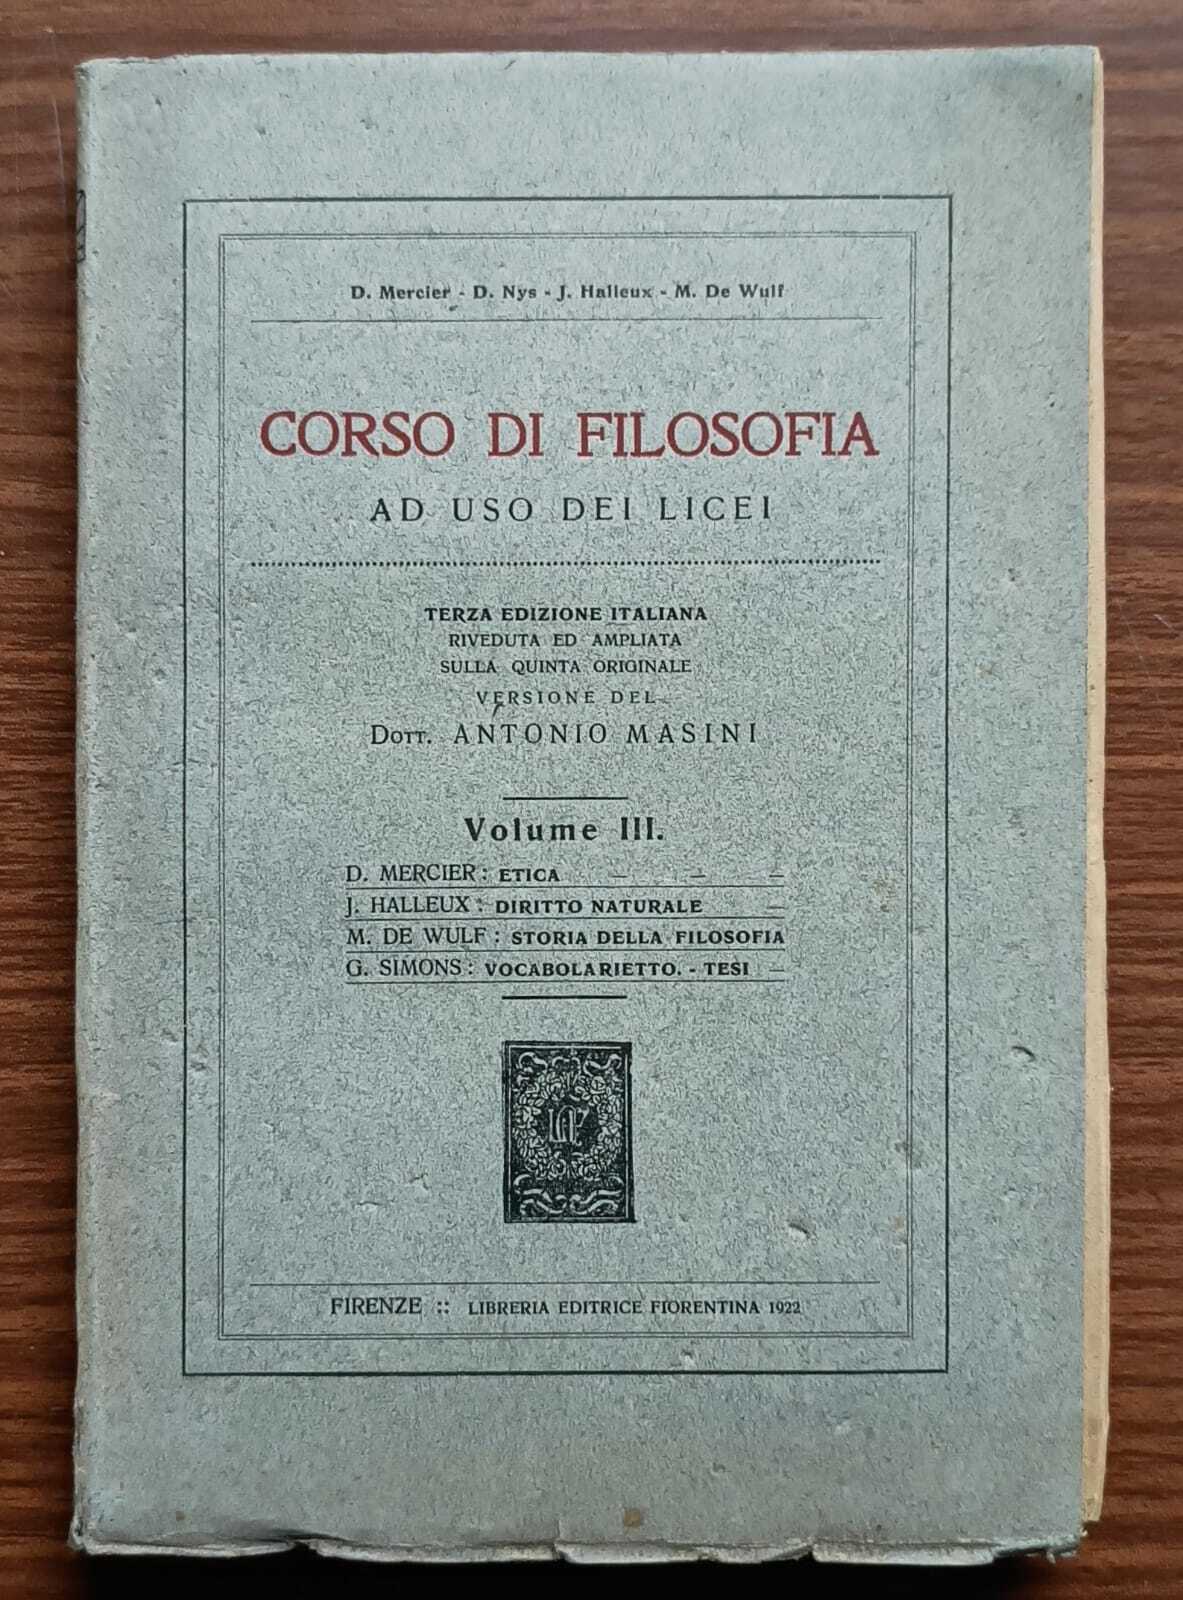 D. Mercier - D. Nys - J. Halleux - M. De Wulf
CORSO DI FILOSOFIA
AD USO DEI LICEI
TERZA EDIZIONE ITALIANA
RIVEDUTA ED AMPLIATA
SULLA QUINTA ORIGINALE
VERSIONE DEL
DOTT. ANTONIO MASINI
Volume III.
D. MERCIER: ETICA – – –
J. HALLEUX: DIRITTO NATURALE –
M. DE WULF: STORIA DELLA FILOSOFIA
G. SIMONS: VOCABOLARIETTO. - TESI –
LEF
FIRENZE :: LIBRERIA EDITRICE FIORENTINA 1922